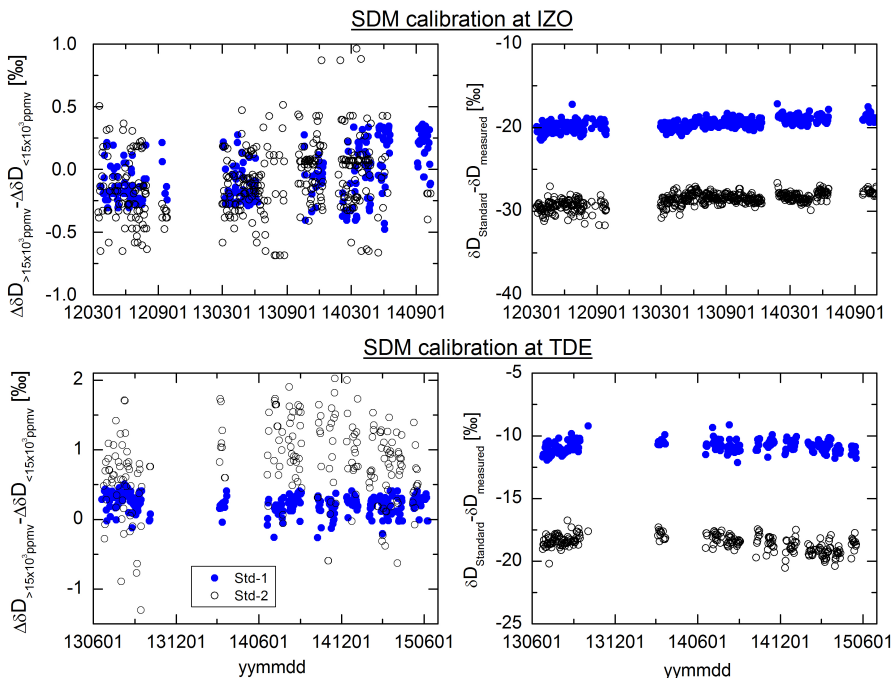 SDM calibration at IZO
ΔδD>15x10³ppmv-ΔδD<15x10³ppmv [‰]
1.0
0.5
0.0
-0.5
-1.0
120301 120901 130301 130901 140301 140901
δDStandard-δDmeasured [‰]
-10
-20
-30
-40
120301 120901 130301 130901 140301 140901
SDM calibration at TDE
ΔδD>15x10³ppmv-ΔδD<15x10³ppmv [‰]
2
1
0
-1
Std-1
Std-2
130601 131201 140601 141201 150601
yymmdd
δDStandard-δDmeasured [‰]
-5
-10
-15
-20
-25
130601 131201 140601 141201 150601
yymmdd